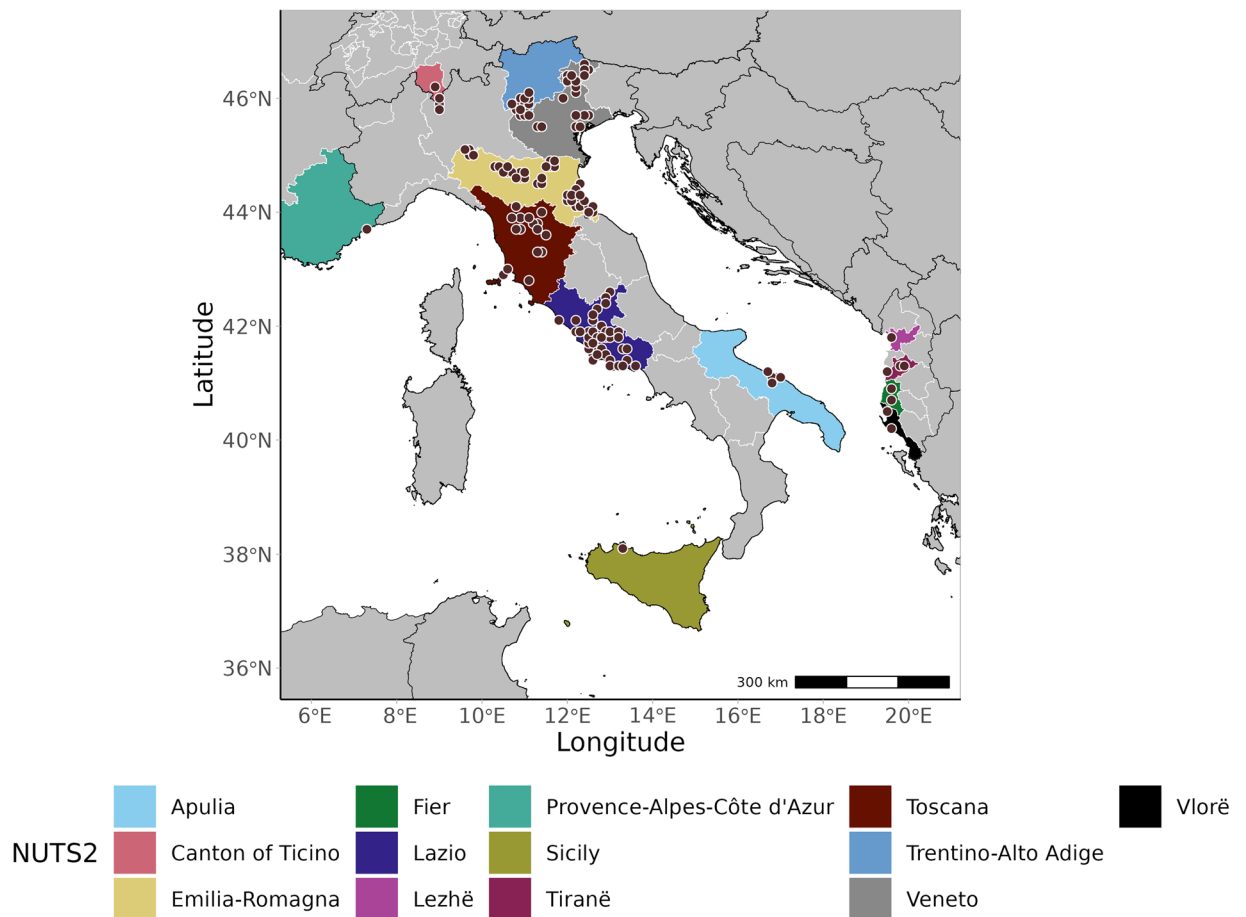 46°N
44°N
42°N
40°N
38°N
36°N
Latitude
300 km
6°E 8°E 10°E 12°E 14°E 16°E 18°E 20°E
Longitude
NUTS2
Apulia Fier Provence-Alpes-Côte d'Azur Toscana Vlorë
Canton of Ticino Lazio Sicily Trentino-Alto Adige
Emilia-Romagna Lezhë Tiranë Veneto